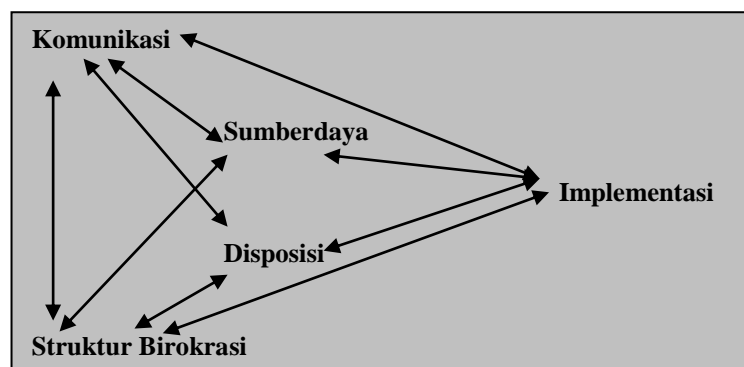 Komunikasi
Sumberdaya
Implementasi
Disposisi
Struktur Birokrasi